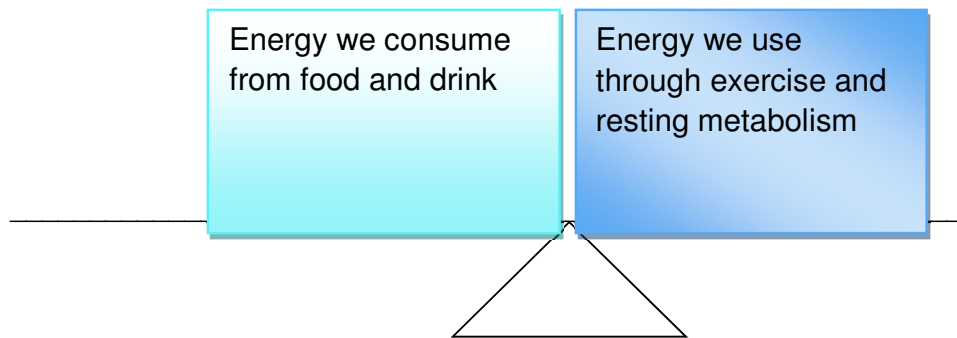 Energy we consume
from food and drink
Energy we use
through exercise and
resting metabolism